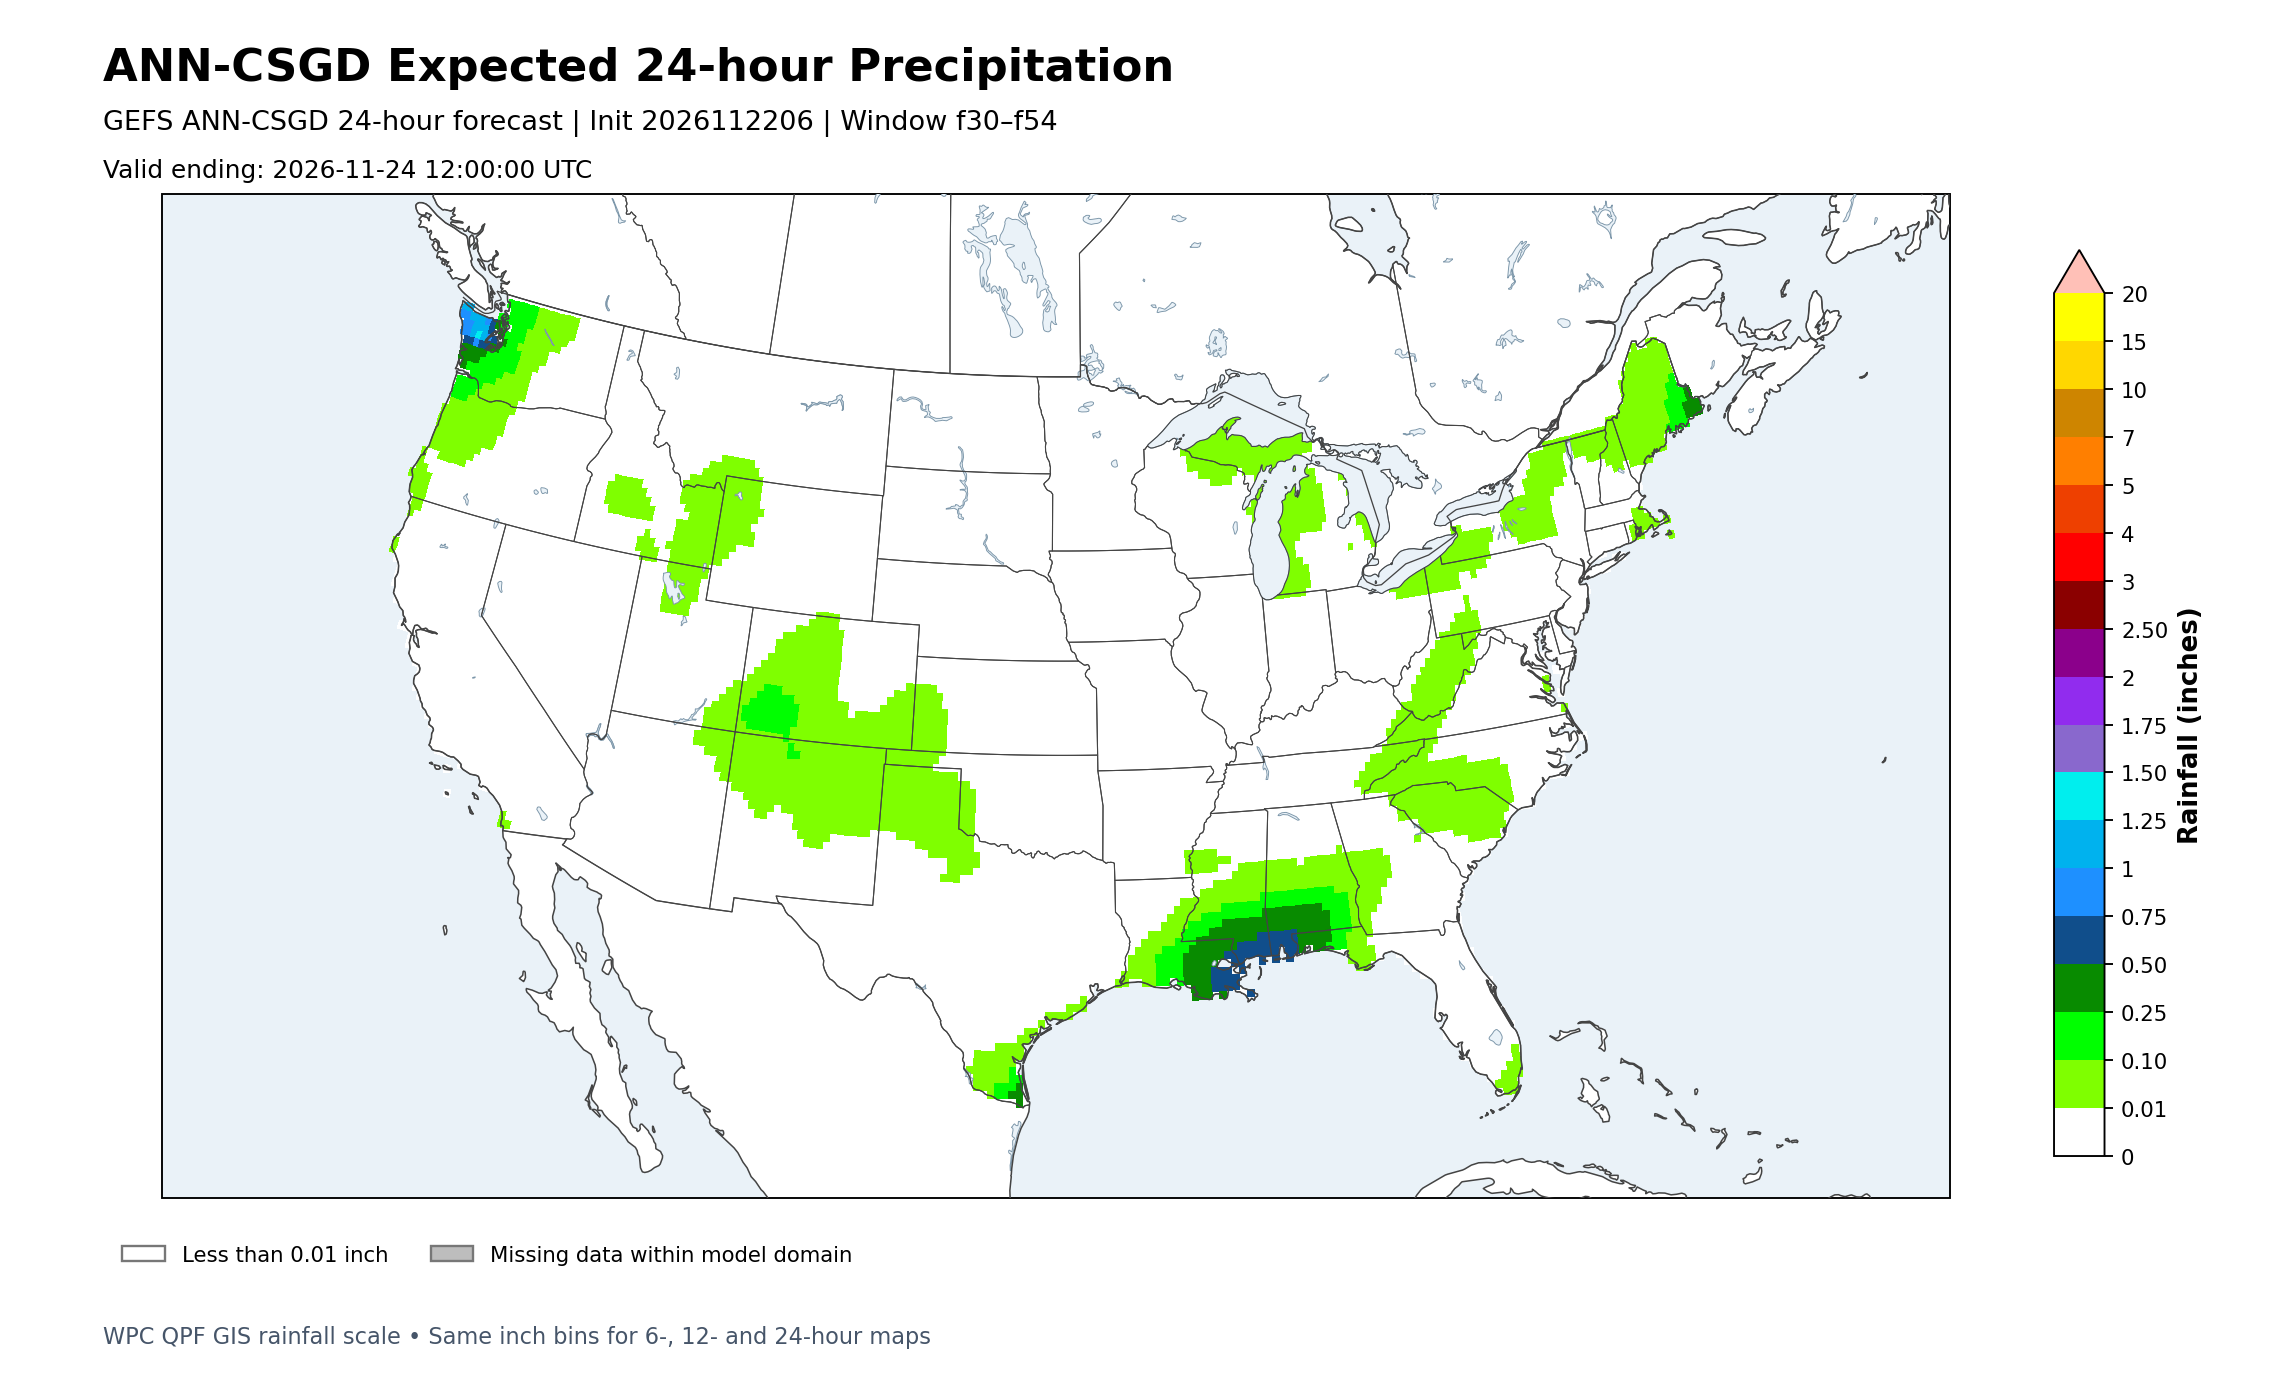 ANN-CSGD Expected 24-hour Precipitation
GEFS ANN-CSGD 24-hour forecast | Init 2026112206 | Window f30–f54
Valid ending: 2026-11-24 12:00:00 UTC
20
15
10
7
5
4
3
2.50
2
1.75
1.50
1.25
1
0.75
0.50
0.25
0.10
0.01
0
Rainfall (inches)
Less than 0.01 inch
Missing data within model domain
WPC QPF GIS rainfall scale • Same inch bins for 6-, 12- and 24-hour maps